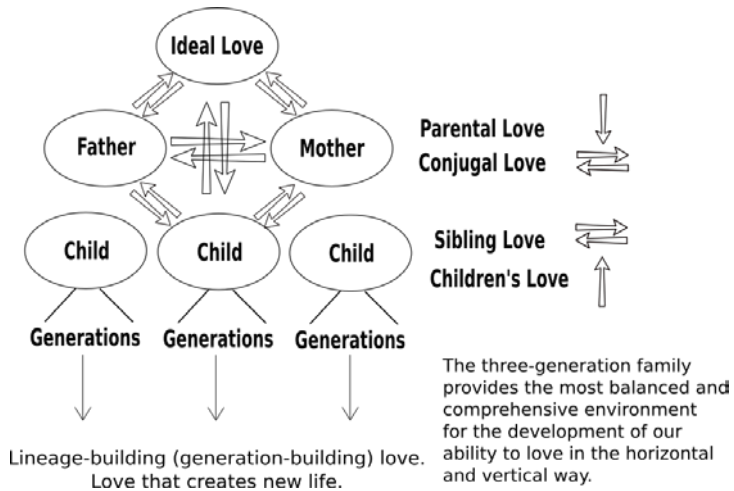 Ideal Love
Father
Mother
Parental Love
Conjugal Love
Child
Child
Child
Sibling Love
Children's Love
Generations
Generations
Generations
The three-generation family
provides the most balanced and
comprehensive environment
for the development of our
ability to love in the horizontal
and vertical way.
Lineage-building (generation-building) love.
Love that creates new life.